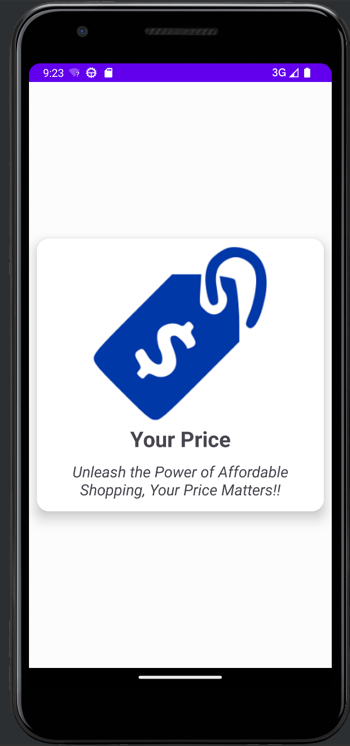 9:23 3G
$
Your Price
Unleash the Power of Affordable
Shopping, Your Price Matters!!